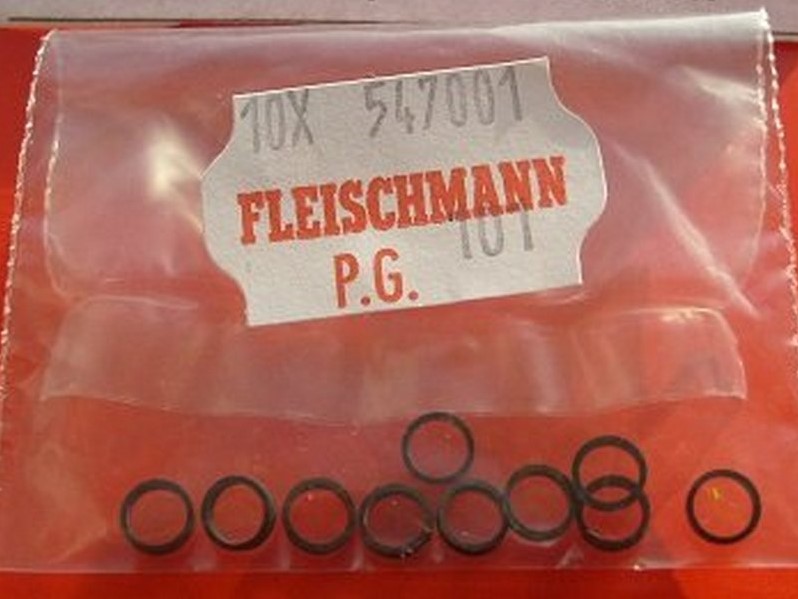 10X 547001
FLEISCHMANN
101
P.G.